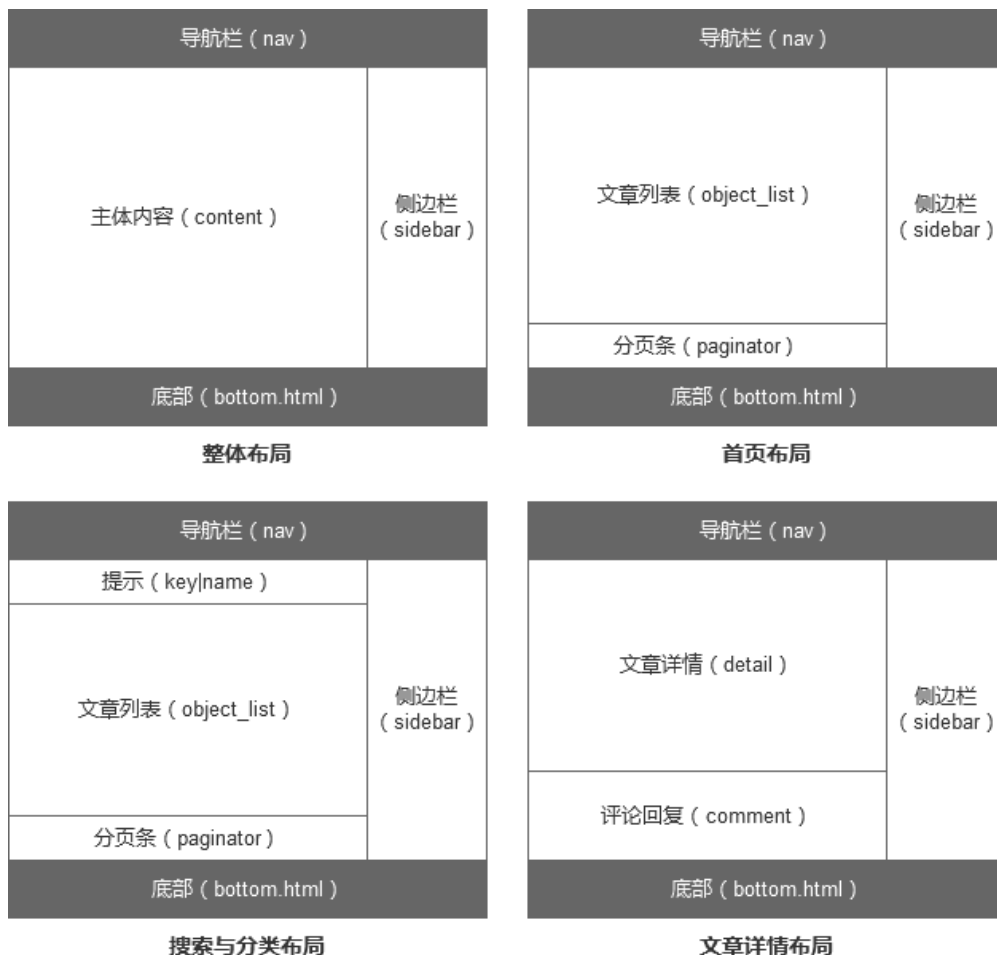 导航栏（nav）
主体内容（content）
侧边栏
（sidebar）
底部（bottom.html）
整体布局
导航栏（nav）
文章列表（object_list）
侧边栏
（sidebar）
分页条（paginator）
底部（bottom.html）
首页布局
导航栏（nav）
提示（key|name）
文章列表（object_list）
侧边栏
（sidebar）
分页条（paginator）
底部（bottom.html）
搜索与分类布局
导航栏（nav）
文章详情（detail）
侧边栏
（sidebar）
评论回复（comment）
底部（bottom.html）
文章详情布局